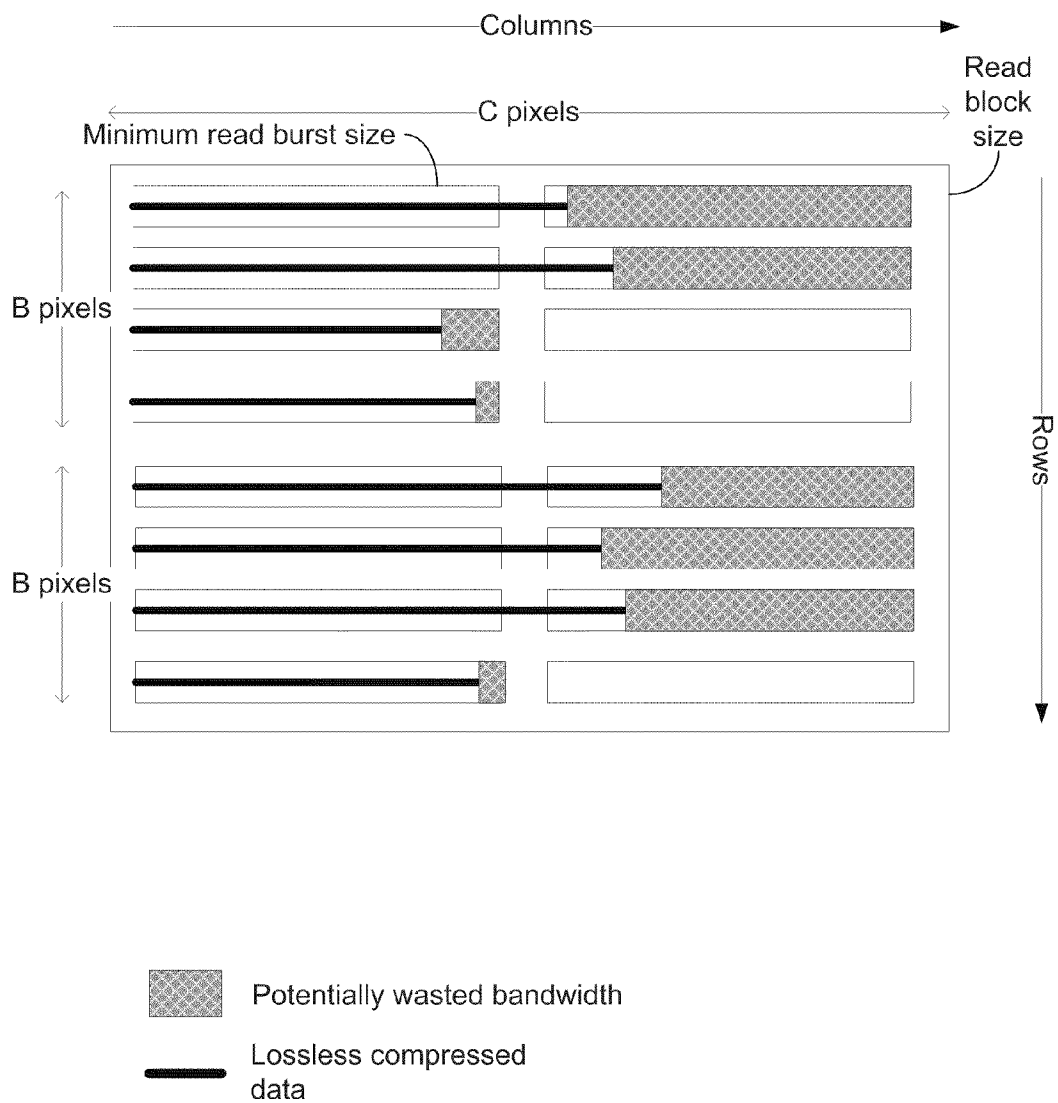 Columns
Read
block
size
C pixels
Minimum read burst size
B pixels
Rows
B pixels
Potentially wasted bandwidth
Lossless compressed
data